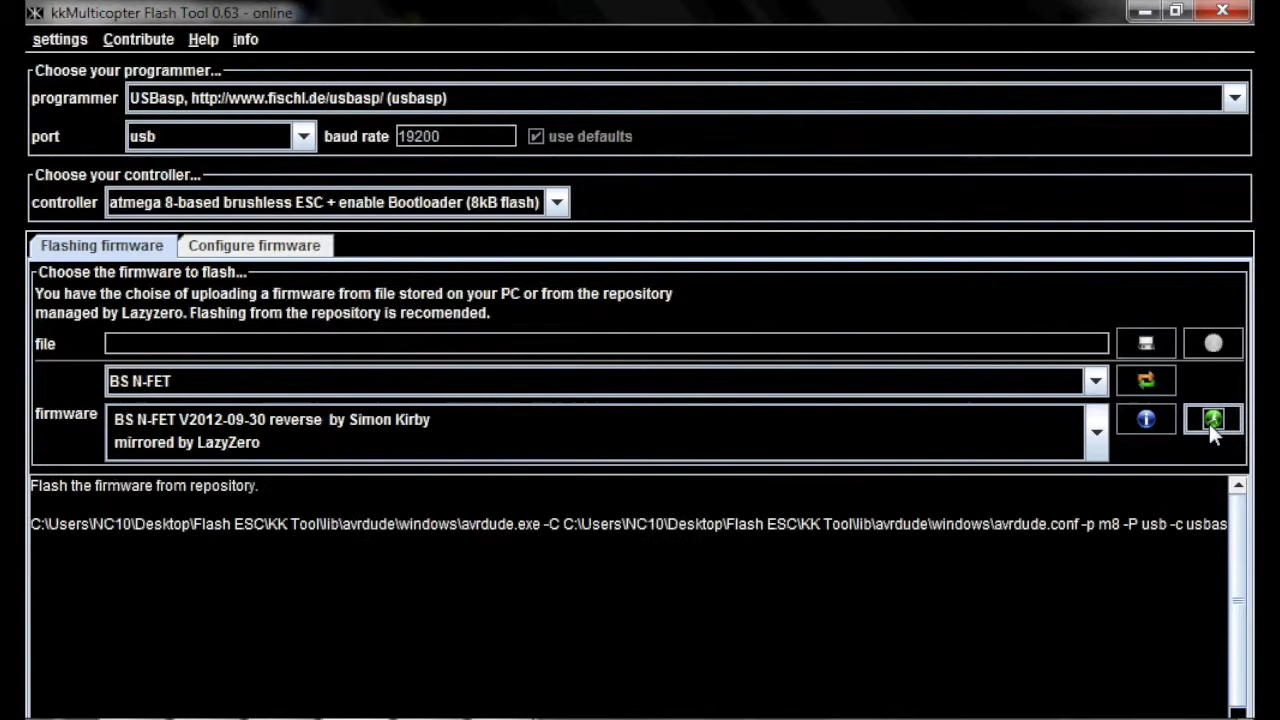 kkMulticopter Flash Tool 0.63 - online
settings Contribute Help info
Choose your programmer...
programmer USBasp, http://www.fischl.de/usbasp/ (usbasp)
port usb baud rate 19200 use defaults
Choose your controller...
controller atmega 8-based brushless ESC + enable Bootloader (8kB flash)
Flashing firmware Configure firmware
Choose the firmware to flash...
You have the choise of uploading a firmware from file stored on your PC or from the repository
managed by Lazyzero. Flashing from the repository is recomended.
file
BS N-FET
firmware
BS N-FET V2012-09-30 reverse by Simon Kirby
mirrored by LazyZero
Flash the firmware from repository.
C:\Users\NC10\Desktop\Flash ESC\KK Tool\lib\avrdude\windows\avrdude.exe -C C:\Users\NC10\Desktop\Flash ESC\KK Tool\lib\avrdude\windows\avrdude.conf -p m8 -P usb -c usbas